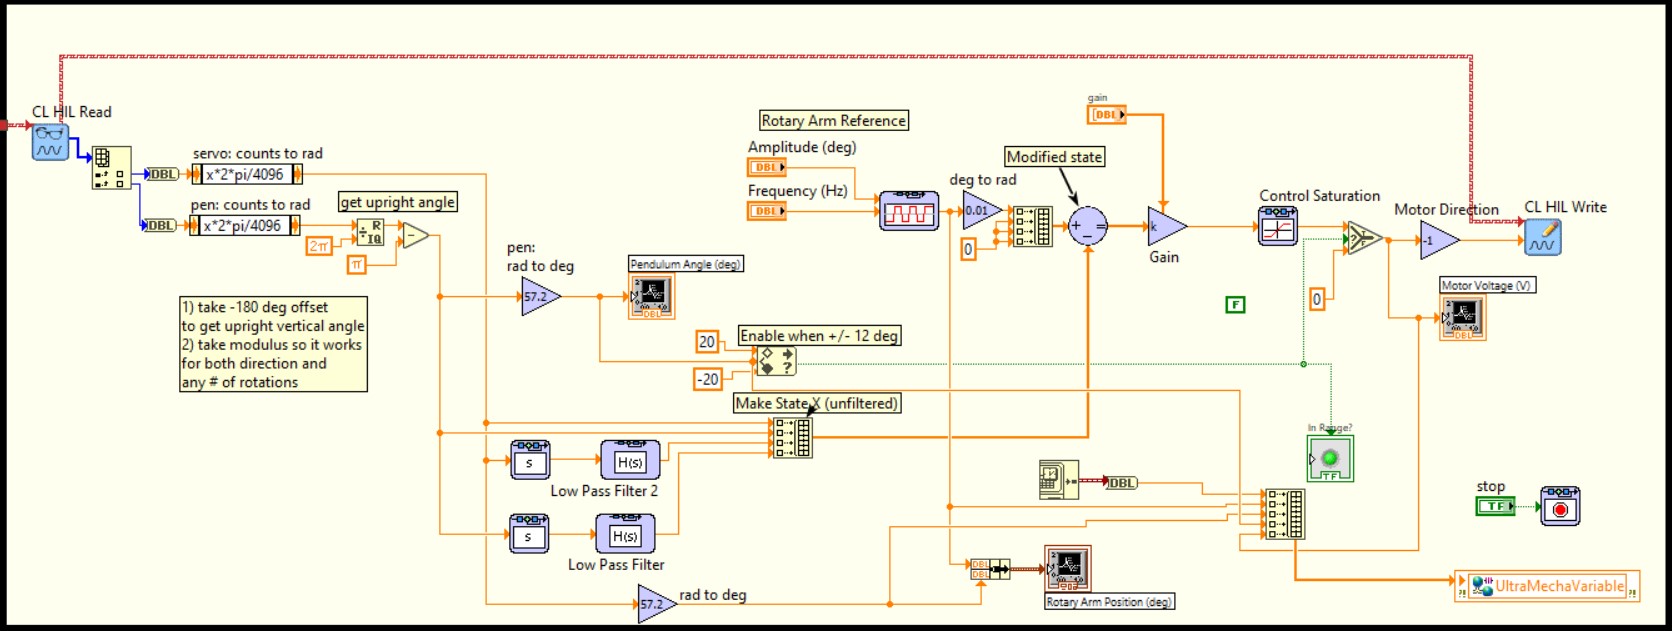 CL HIL Read
servo: counts to rad
DBL
x*2*pi/4096
pen: counts to rad
DBL
x*2*pi/4096
get upright angle
R
IQ
2π
π
1) take -180 deg offset
to get upright vertical angle
2) take modulus so it works
for both direction and
any # of rotations
pen:
rad to deg
57.2
Pendulum Angle (deg)
DBL
Rotary Arm Reference
Amplitude (deg)
DBL
Frequency (Hz)
DBL
deg to rad
0.01
0
Modified state
gain
[DBL
k
Gain
Control Saturation
?
T
F
0
F
Motor Direction
-1
CL HIL Write
Motor Voltage (V)
DBL
Enable when +/- 12 deg
20
-20
?
Make State X (unfiltered)
s
H(s)
Low Pass Filter 2
s
H(s)
Low Pass Filter
57.2
rad to deg
DBL
In Range?
TF
stop
TF
DBL
DBL
Rotary Arm Position (deg)
UltraMechaVariable